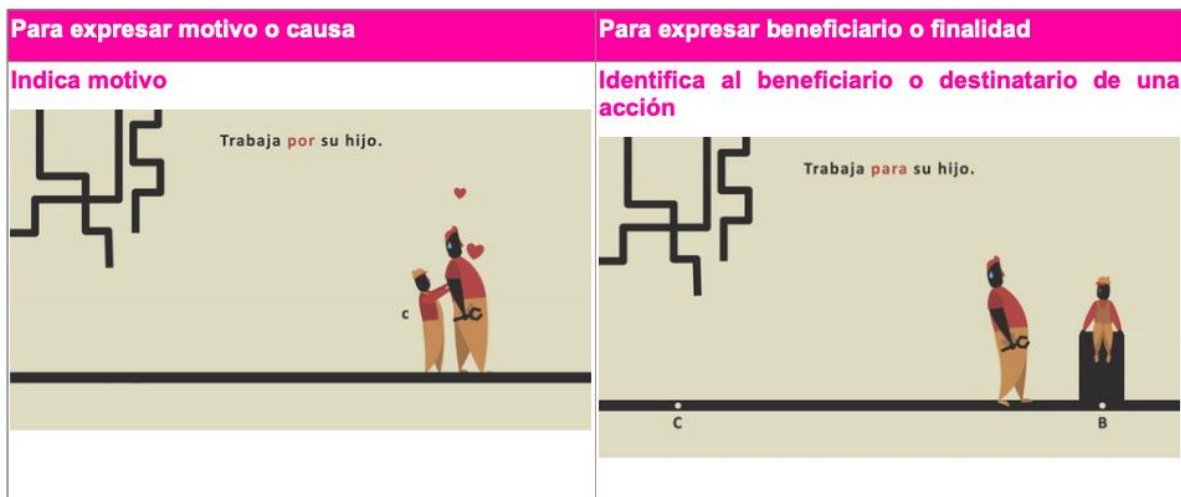 Para expresar motivo o causa
Para expresar beneficiario o finalidad
Indica motivo
Identifica al beneficiario o destinatario de una
acción
Trabaja por su hijo.
c
Trabaja para su hijo.
C
B